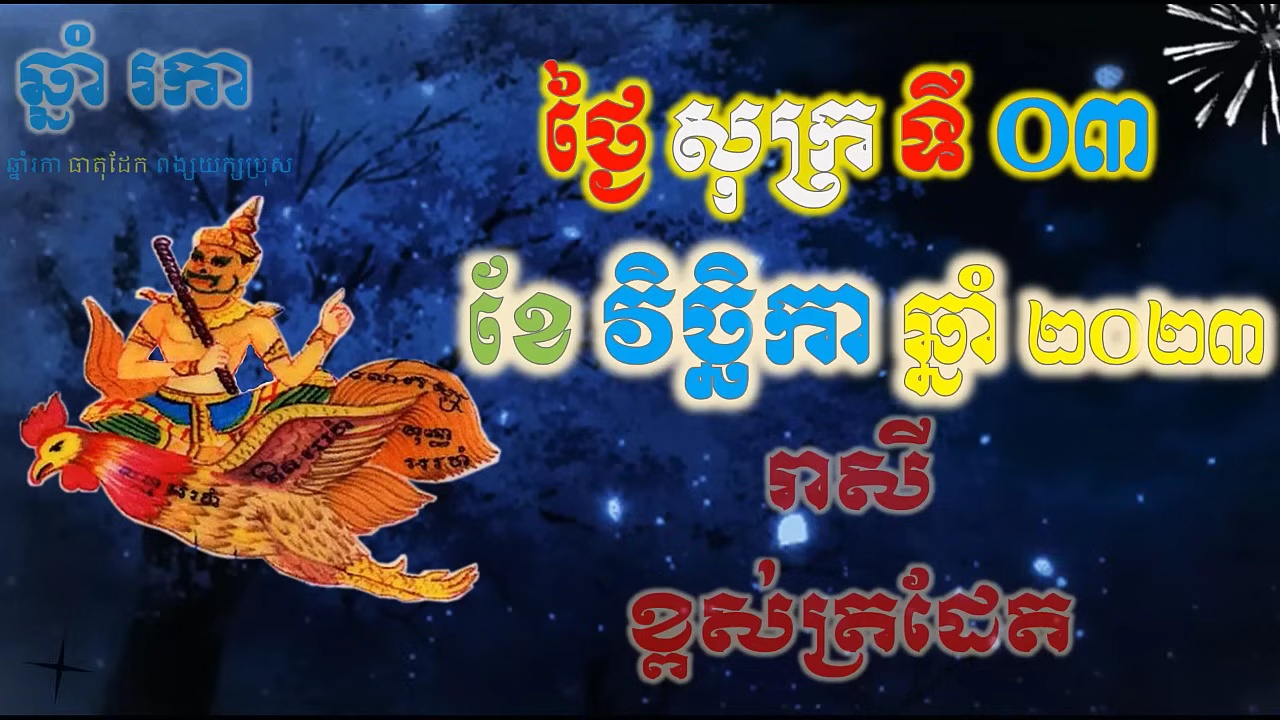 ឆ្នាំ រកា
ឆ្នាំរកា ធាតុដែក ពង្សយក្សប្រុស
ថ្ងៃ សុក្រ ទី ០៣
ខែ វិច្ឆិកា ឆ្នាំ ២០២៣
រាសី
ខ្ពស់ត្រដែត